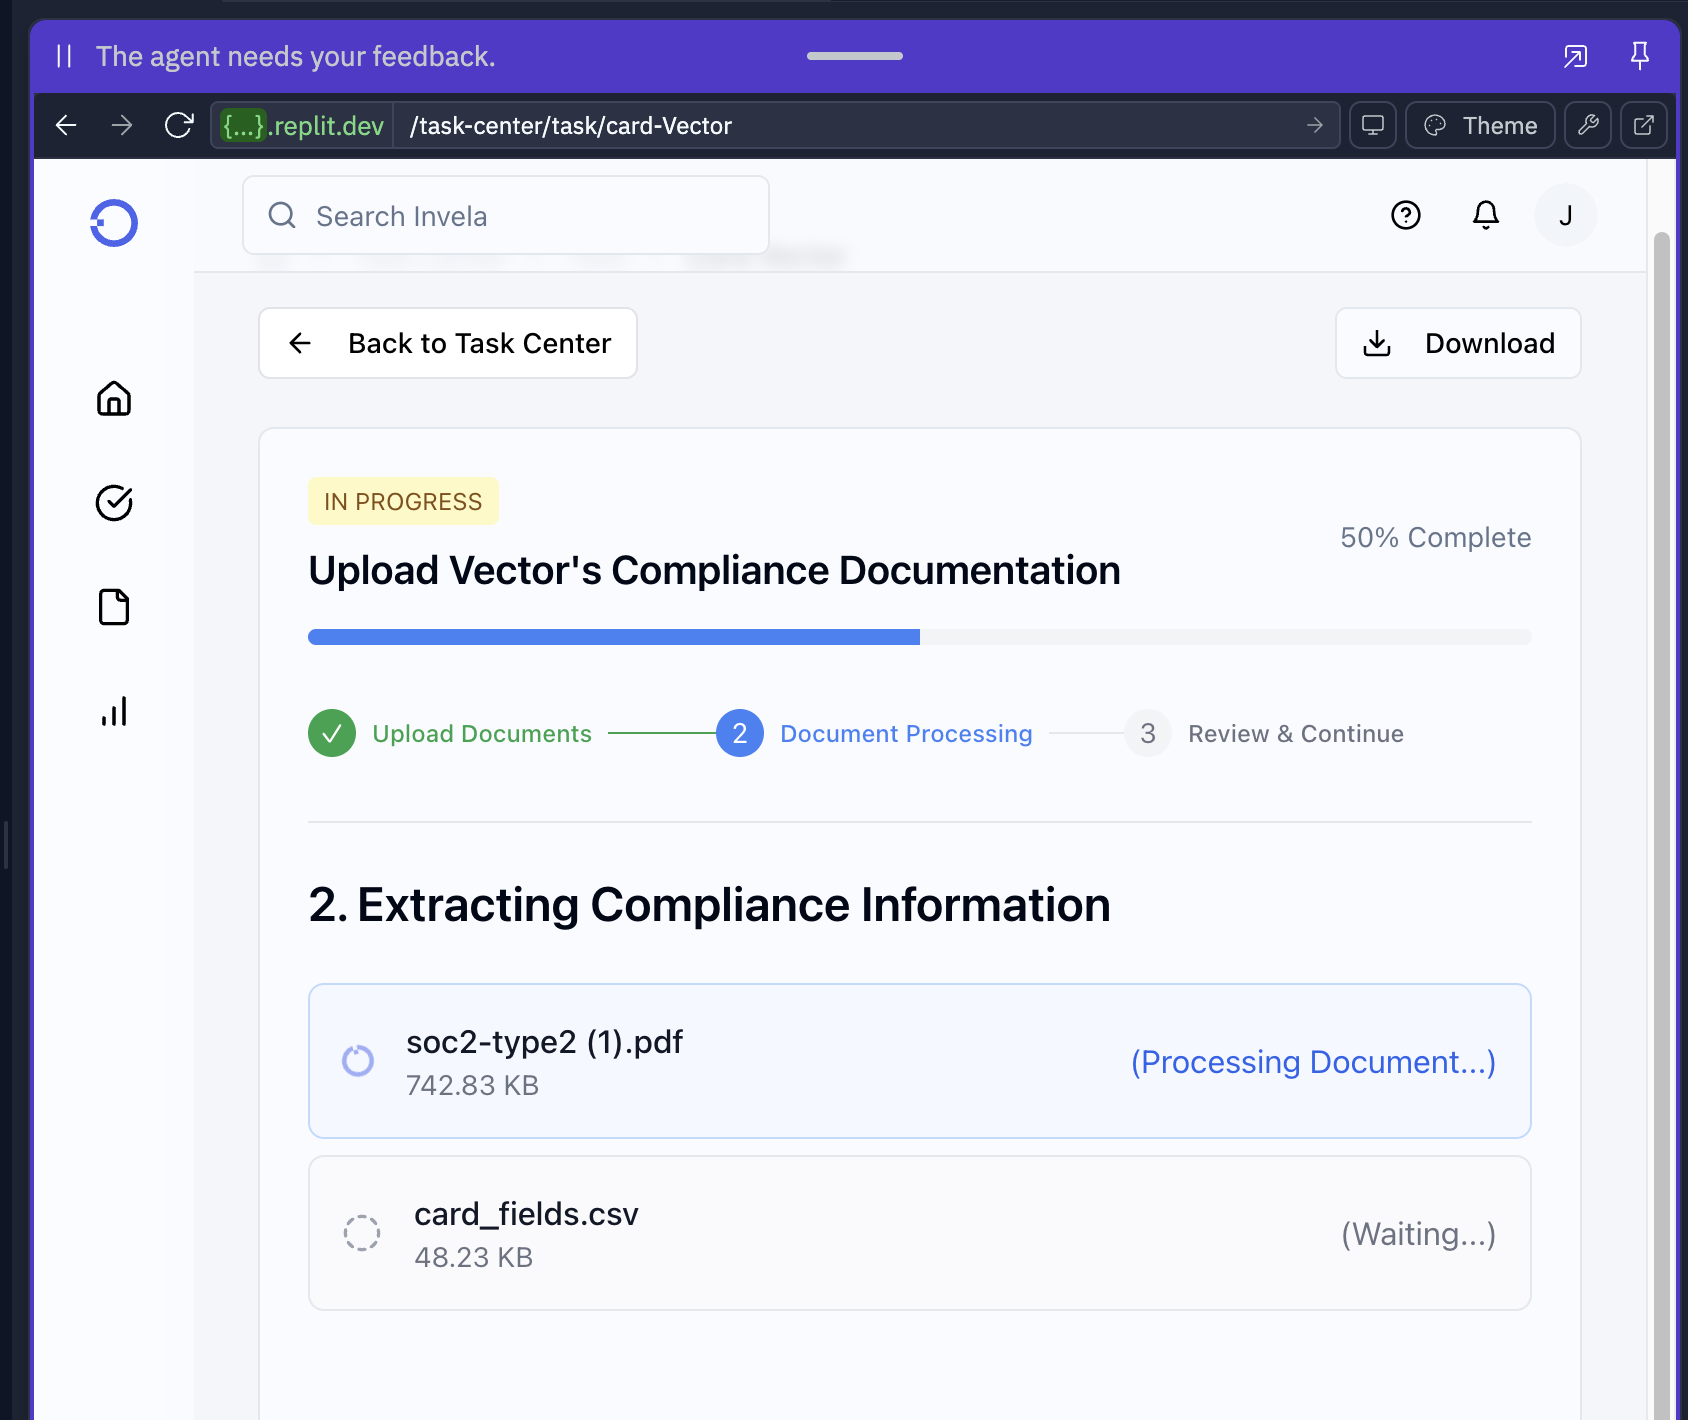 The agent needs your feedback.
{...}.replit.dev /task-center/task/card-Vector
Theme
Search Invela
J
Back to Task Center
Download
IN PROGRESS
50% Complete
Upload Vector's Compliance Documentation
Upload Documents
2 Document Processing
3 Review & Continue
2. Extracting Compliance Information
soc2-type2 (1).pdf
742.83 KB
(Processing Document...)
card_fields.csv
48.23 KB
(Waiting...)